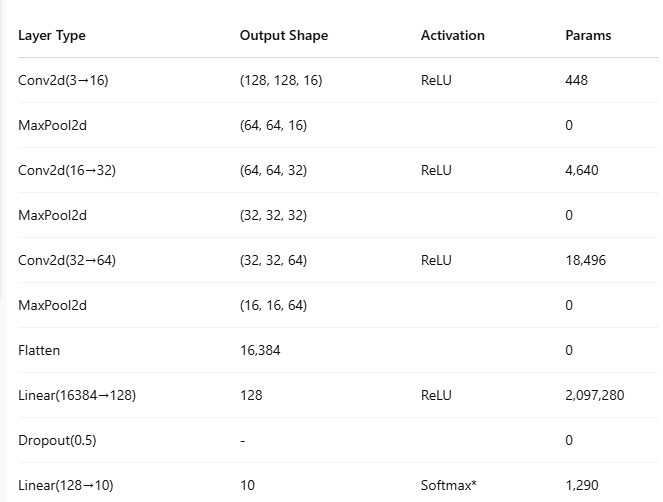 Layer Type Output Shape Activation Params
Conv2d(3→16) (128, 128, 16) ReLU 448
MaxPool2d (64, 64, 16) 0
Conv2d(16→32) (64, 64, 32) ReLU 4,640
MaxPool2d (32, 32, 32) 0
Conv2d(32→64) (32, 32, 64) ReLU 18,496
MaxPool2d (16, 16, 64) 0
Flatten 16,384 0
Linear(16384→128) 128 ReLU 2,097,280
Dropout(0.5) - 0
Linear(128→10) 10 Softmax* 1,290